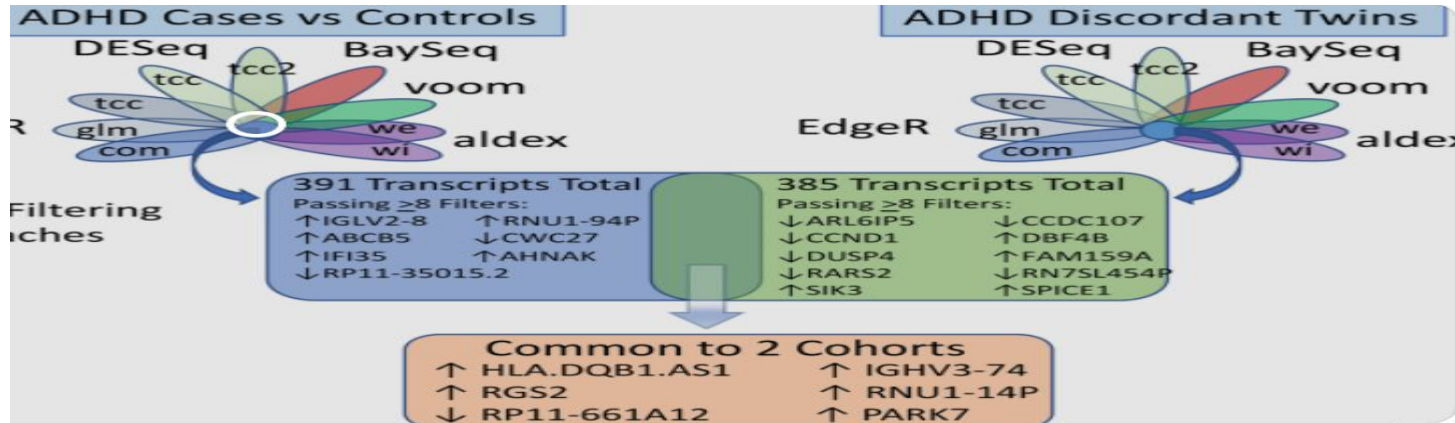 ADHD Cases vs Controls
DESeq BaySeq
tcc tcc2 voom
tcc
glm we aldex
com wi
ADHD Discordant Twins
DESeq BaySeq
tcc tcc2 voom
tcc
EdgeR glm we aldex
com wi
Filtering
391 Transcripts Total
Passing ≥8 Filters:
↑IGLV2-8 ↑RNU1-94P
↑ABCB5 ↓CWC27
↑IFI35 ↑AHNAK
↓RP11-35015.2
385 Transcripts Total
Passing ≥8 Filters:
↓ARL6IP5 ↓CCDC107
↓CCND1 ↑DBF4B
↓DUSP4 ↑FAM159A
↓RARS2 ↓RN7SL454P
↑SIK3 ↑SPICE1
Common to 2 Cohorts
↑ HLA.DQB1.AS1 ↑ IGHV3-74
↑ RGS2 ↑ RNU1-14P
↓ RP11-661A12 ↑ PARK7